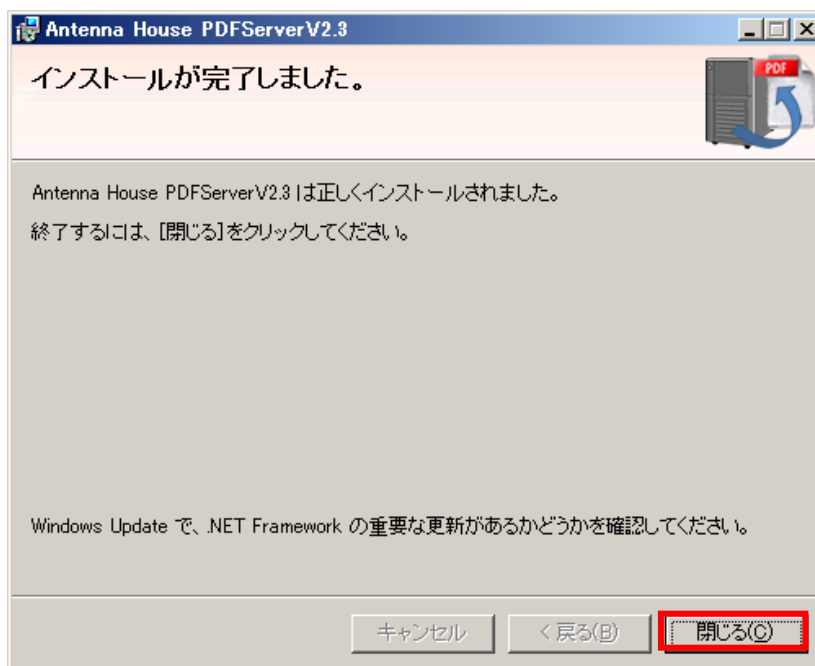 Antenna House PDFServerV2.3
インストールが完了しました。
PDF
Antenna House PDFServerV2.3 は正しくインストールされました。
終了するには、[閉じる]をクリックしてください。
Windows Update で、.NET Framework の重要な更新があるかどうかを確認してください。
キャンセル
< 戻る(B)
閉じる(C)